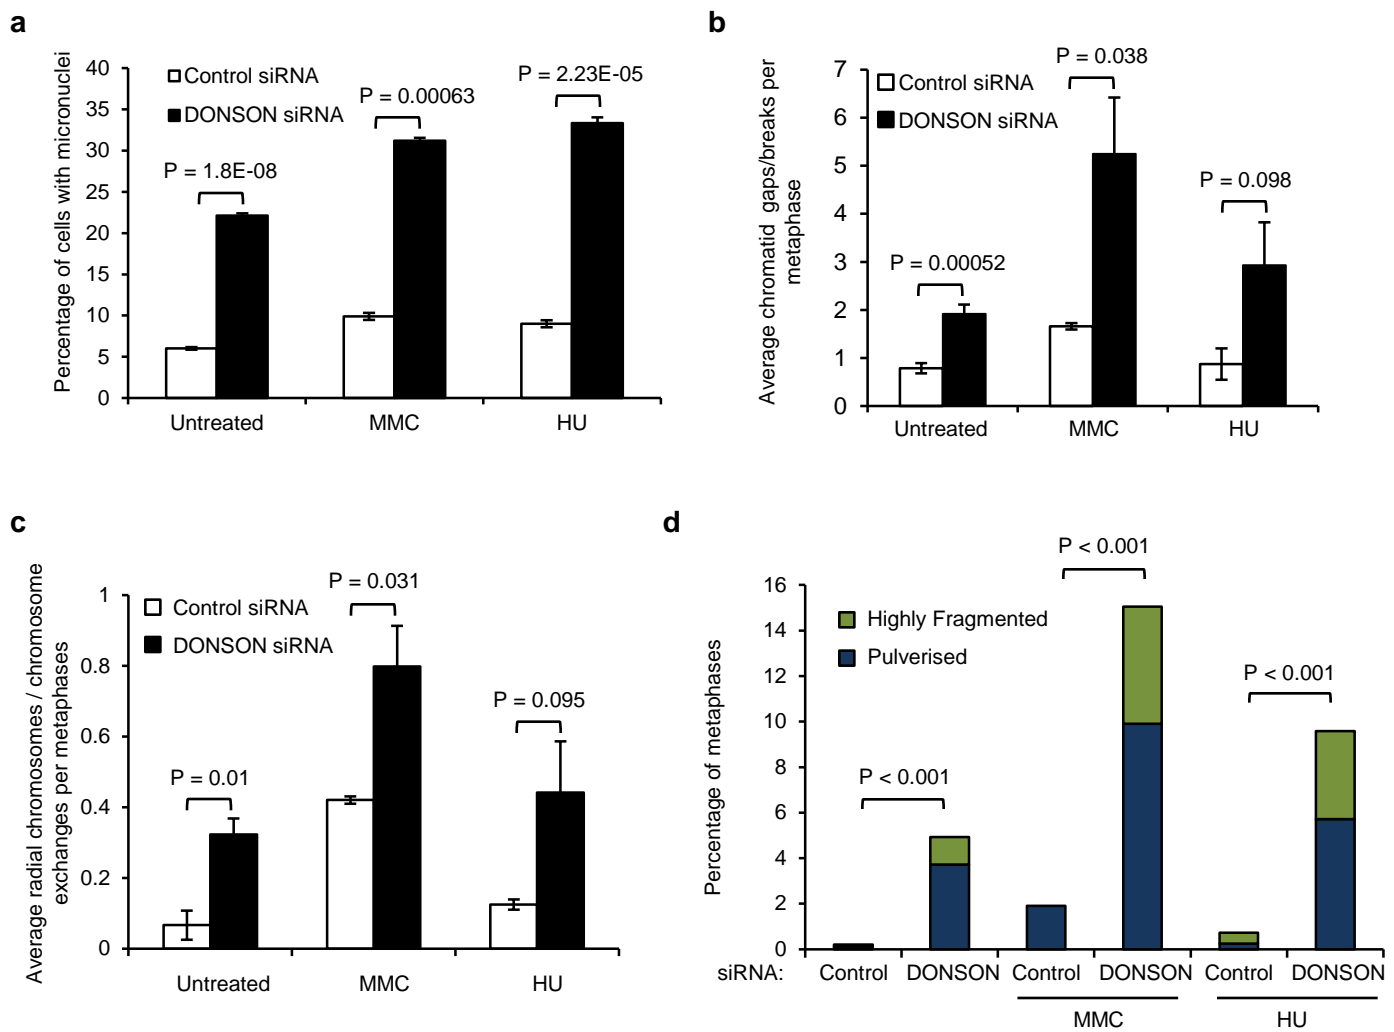 a
Percentage of cells with micronuclei
40
35
30
25
20
15
10
5
0
Control siRNA
DONSON siRNA
P = 1.8E-08
P = 0.00063
P = 2.23E-05
Untreated
MMC
HU
b
Average chromatid gaps/breaks per
metaphase
7
6
5
4
3
2
1
0
Control siRNA
DONSON siRNA
P = 0.00052
P = 0.038
P = 0.098
Untreated
MMC
HU
c
Average radial chromosomes / chromosome
exchanges per metaphases
1
0.8
0.6
0.4
0.2
0
Control siRNA
DONSON siRNA
P = 0.01
P = 0.031
P = 0.095
Untreated
MMC
HU
d
Percentage of metaphases
16
14
12
10
8
6
4
2
0
Highly Fragmented
Pulverised
P < 0.001
P < 0.001
P < 0.001
siRNA: Control DONSON Control DONSON Control DONSON
MMC
HU